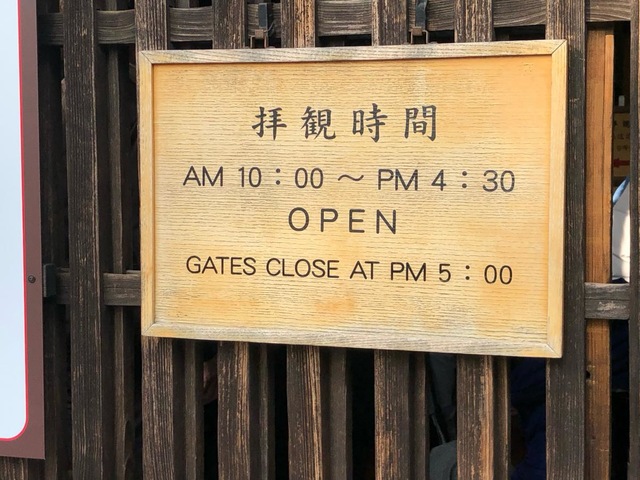 拝観時間
AM 10：00 〜 PM 4：30
OPEN
GATES CLOSE AT PM 5：00